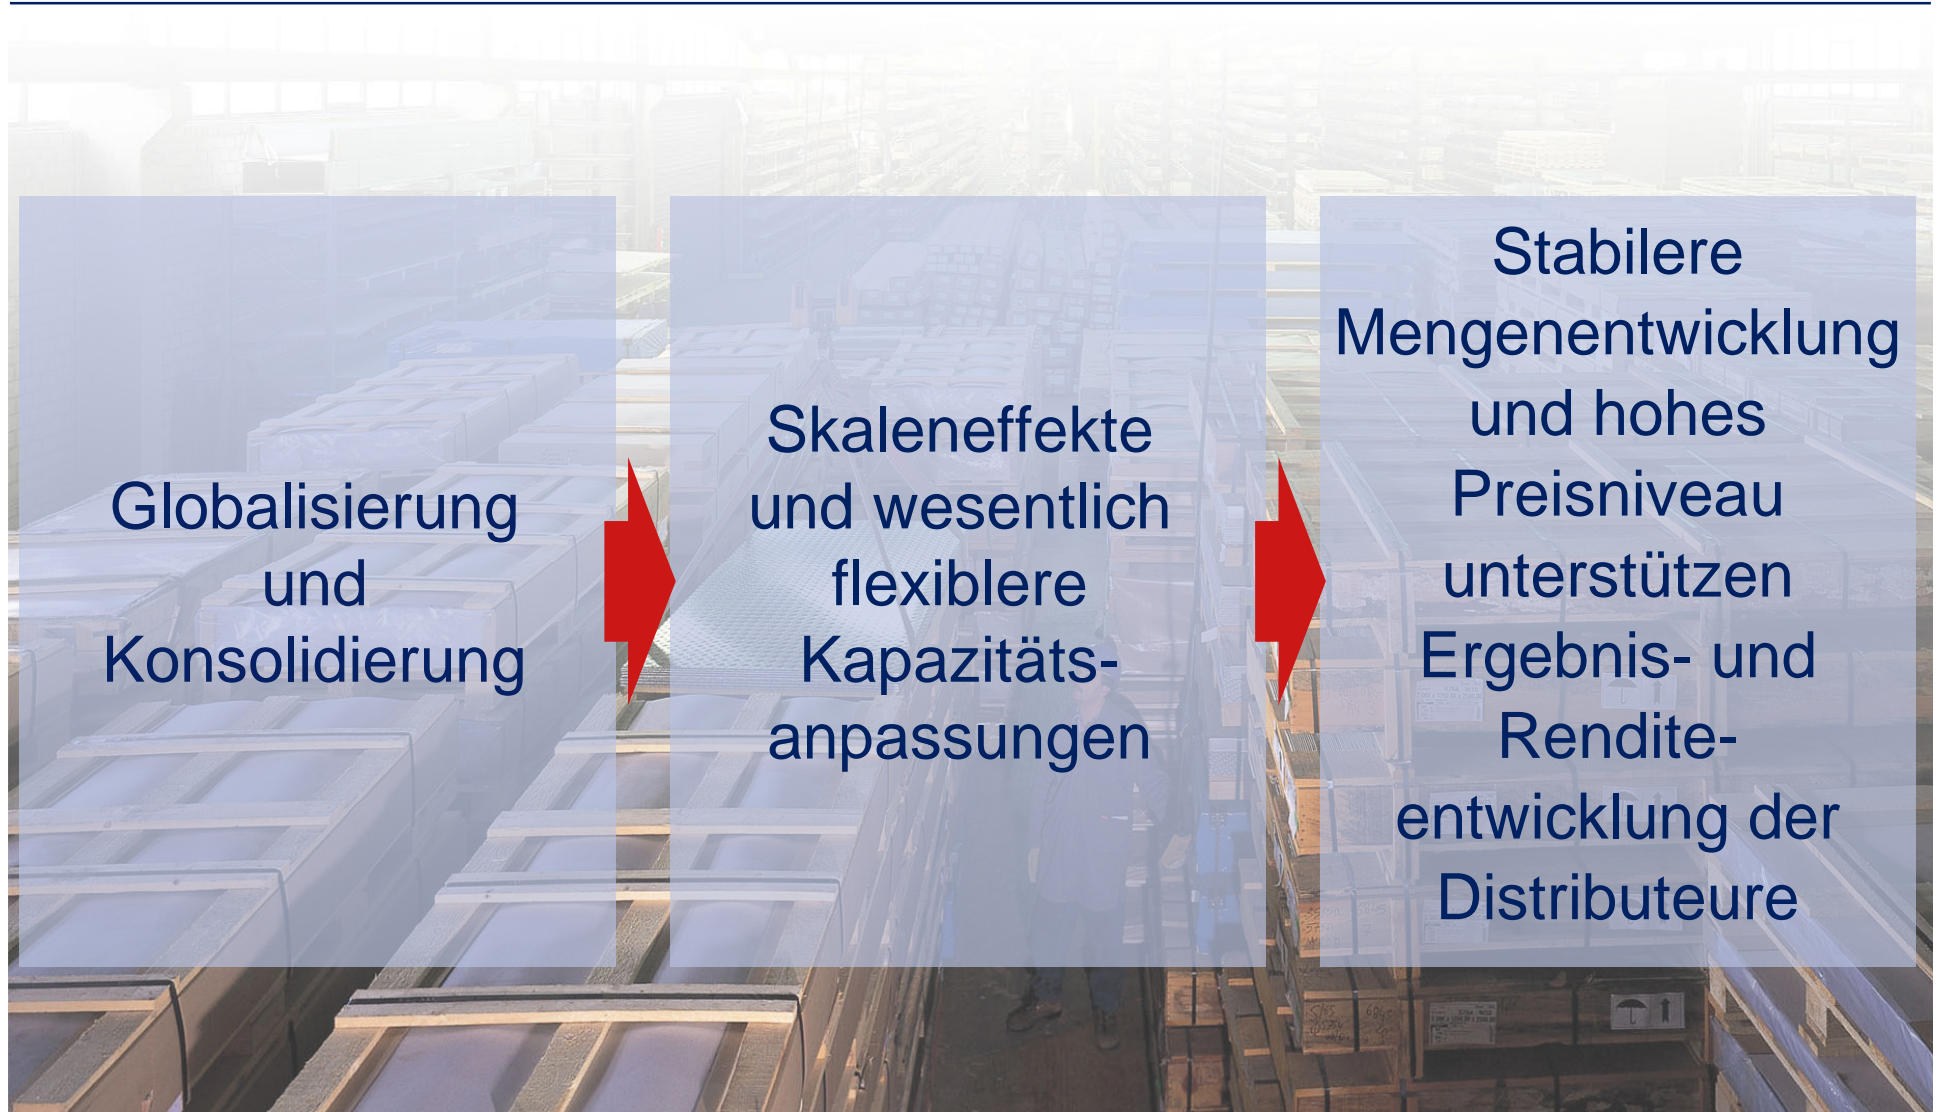 Globalisierung
und
Konsolidierung
Skaleneffekte
und wesentlich
flexiblere
Kapazitäts-
anpassungen
Stabilere
Mengenentwicklung
und hohes
Preisniveau
unterstützen
Ergebnis- und
Rendite-
entwicklung der
Distributeure